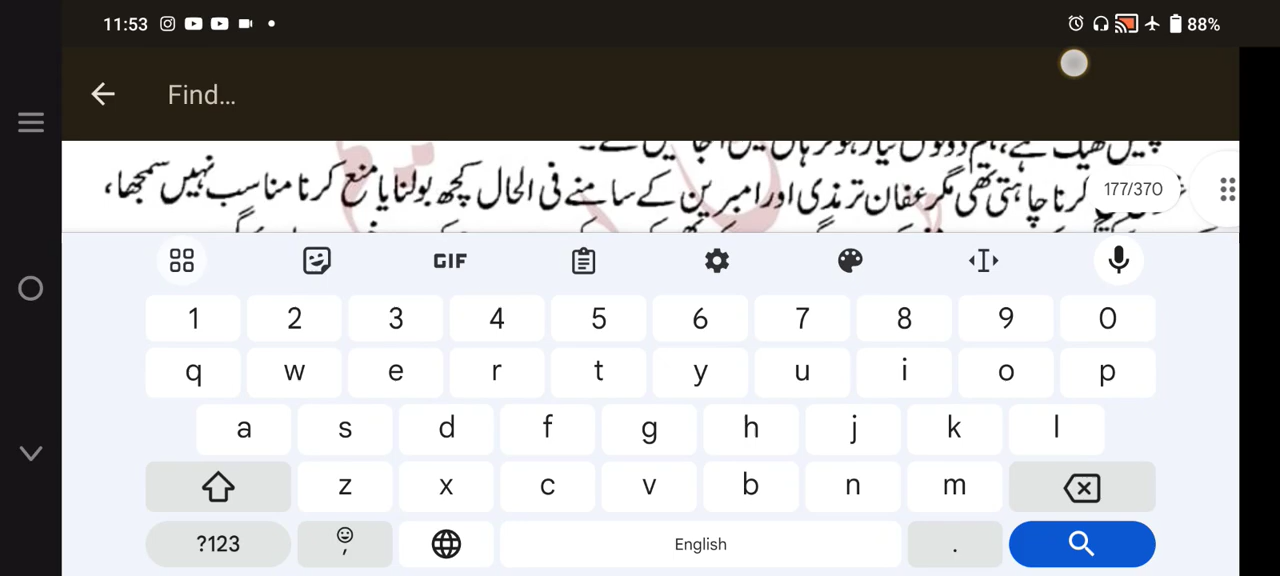 11:53
88%
Find...
کرنا چاہتی تھی مگر عفان ترمذی اور امبرین کے سامنے فی الحال کچھ بولنا یا منع کرنا مناسب نہیں سمجھا،
177/370
GIF
1 2 3 4 5 6 7 8 9 0
q w e r t y u i o p
a s d f g h j k l
z x c v b n m
?123 , English .